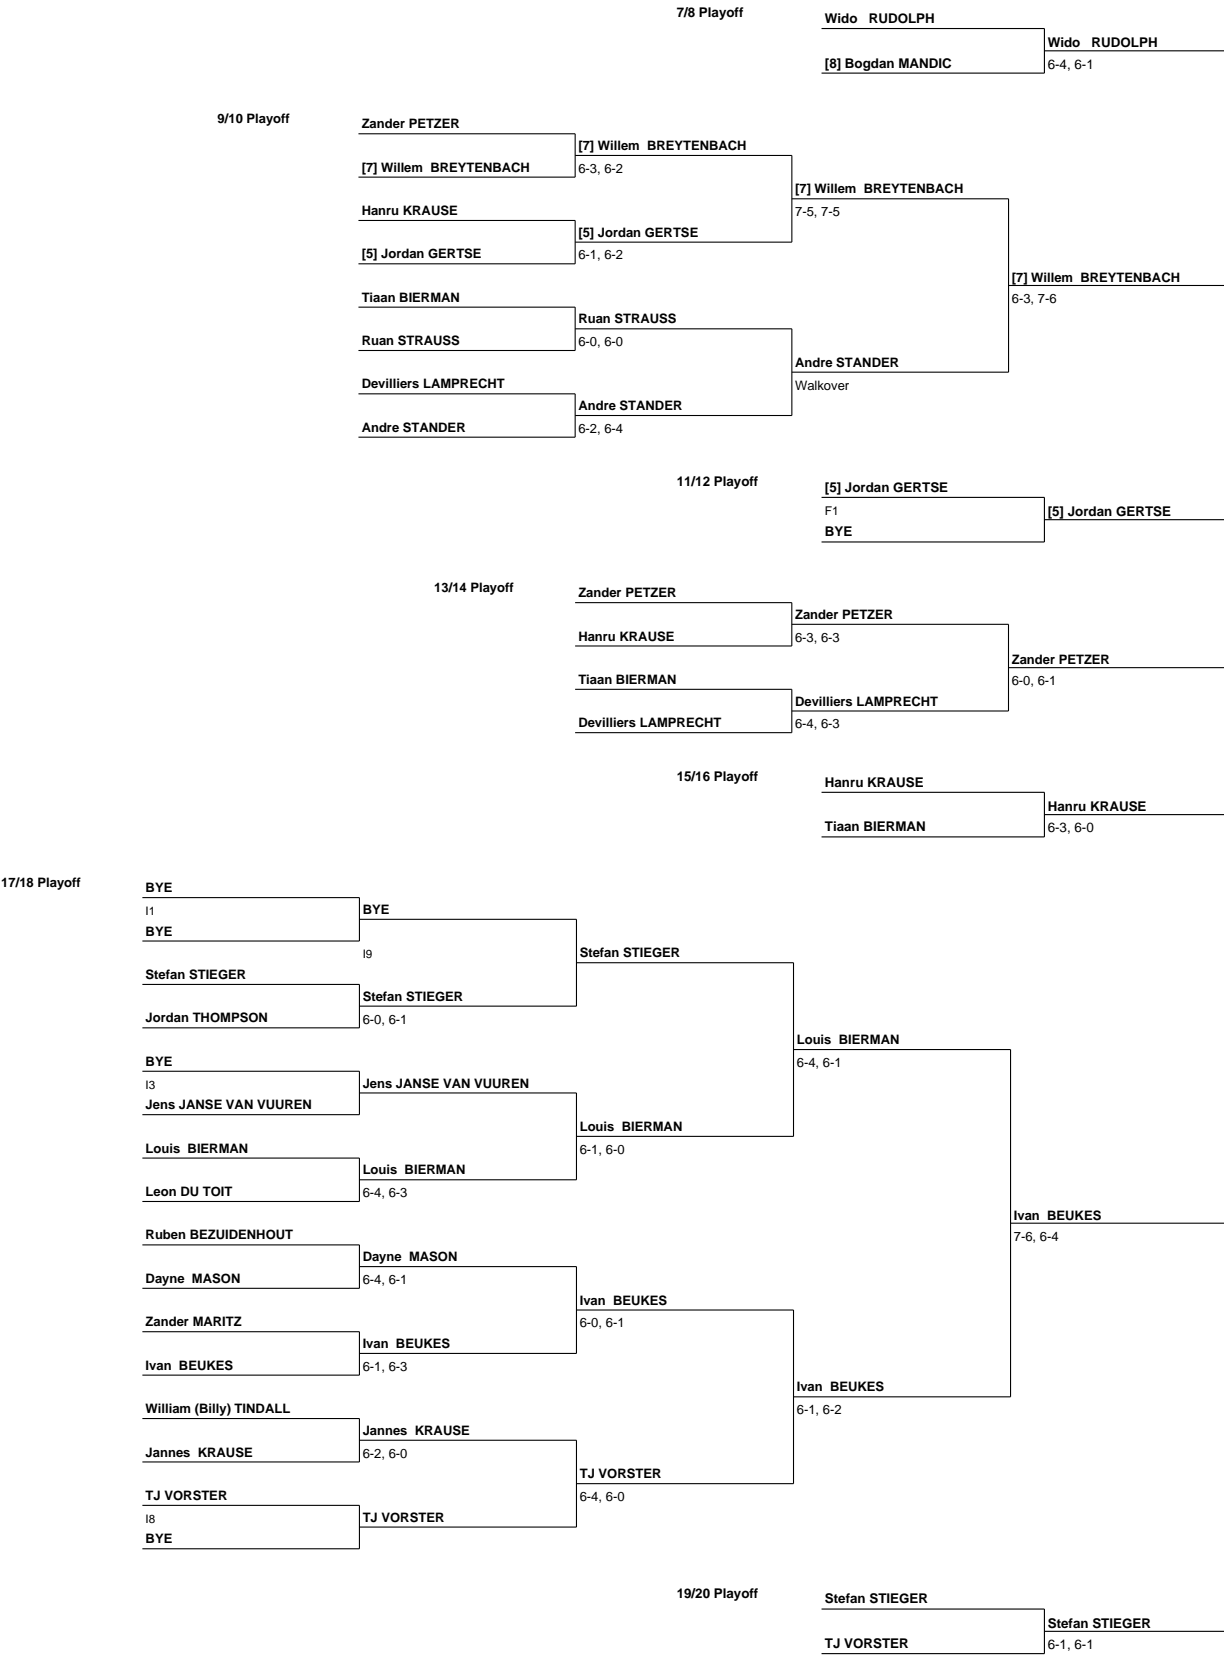 7/8 Playoff
Wido RUDOLPH
Wido RUDOLPH
[8] Bogdan MANDIC
6-4, 6-1
9/10 Playoff
Zander PETZER
[7] Willem BREYTENBACH
[7] Willem BREYTENBACH
6-3, 6-2
[7] Willem BREYTENBACH
7-5, 7-5
Hanru KRAUSE
[5] Jordan GERTSE
[5] Jordan GERTSE
6-1, 6-2
[7] Willem BREYTENBACH
6-3, 7-6
Tiaan BIERMAN
Ruan STRAUSS
Ruan STRAUSS
6-0, 6-0
Andre STANDER
Walkover
Devilliers LAMPRECHT
Andre STANDER
Andre STANDER
6-2, 6-4
11/12 Playoff
[5] Jordan GERTSE
F1
[5] Jordan GERTSE
BYE
13/14 Playoff
Zander PETZER
Zander PETZER
Hanru KRAUSE
6-3, 6-3
Zander PETZER
6-0, 6-1
Tiaan BIERMAN
Devilliers LAMPRECHT
Devilliers LAMPRECHT
6-4, 6-3
15/16 Playoff
Hanru KRAUSE
Hanru KRAUSE
Tiaan BIERMAN
6-3, 6-0
17/18 Playoff
BYE
I1
BYE
BYE
I9
Stefan STIEGER
Stefan STIEGER
Stefan STIEGER
Jordan THOMPSON
6-0, 6-1
Louis BIERMAN
6-4, 6-1
BYE
I3
Jens JANSE VAN VUUREN
Jens JANSE VAN VUUREN
Louis BIERMAN
6-1, 6-0
Louis BIERMAN
Louis BIERMAN
Leon DU TOIT
6-4, 6-3
Ivan BEUKES
7-6, 6-4
Ruben BEZUIDENHOUT
Dayne MASON
Dayne MASON
6-4, 6-1
Ivan BEUKES
6-0, 6-1
Zander MARITZ
Ivan BEUKES
Ivan BEUKES
6-1, 6-3
Ivan BEUKES
6-1, 6-2
William (Billy) TINDALL
Jannes KRAUSE
Jannes KRAUSE
6-2, 6-0
TJ VORSTER
6-4, 6-0
TJ VORSTER
I8
TJ VORSTER
BYE
19/20 Playoff
Stefan STIEGER
Stefan STIEGER
TJ VORSTER
6-1, 6-1